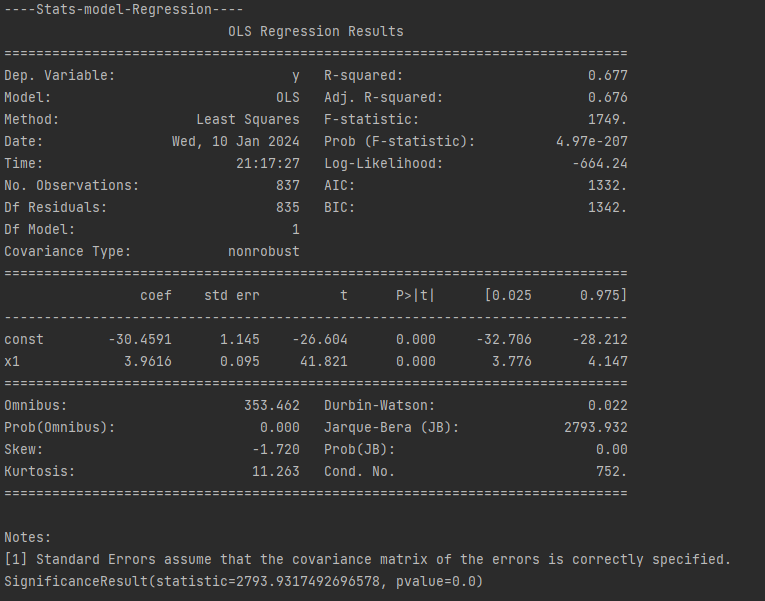 ----Stats-model-Regression----
                            OLS Regression Results
==============================================================================
Dep. Variable:                      y   R-squared:                       0.677
Model:                            OLS   Adj. R-squared:                  0.676
Method:                 Least Squares   F-statistic:                     1749.
Date:                Wed, 10 Jan 2024   Prob (F-statistic):          4.97e-207
Time:                        21:17:27   Log-Likelihood:                -664.24
No. Observations:                 837   AIC:                             1332.
Df Residuals:                     835   BIC:                             1342.
Df Model:                           1
Covariance Type:            nonrobust
==============================================================================
                 coef    std err          t      P>|t|      [0.025      0.975]
------------------------------------------------------------------------------
const        -30.4591      1.145    -26.604      0.000     -32.706     -28.212
x1             3.9616      0.095     41.821      0.000       3.776       4.147
==============================================================================
Omnibus:                      353.462   Durbin-Watson:                   0.022
Prob(Omnibus):                  0.000   Jarque-Bera (JB):             2793.932
Skew:                          -1.720   Prob(JB):                         0.00
Kurtosis:                      11.263   Cond. No.                         752.
==============================================================================
Notes:
[1] Standard Errors assume that the covariance matrix of the errors is correctly specified.
SignificanceResult(statistic=2793.9317492696578, pvalue=0.0)